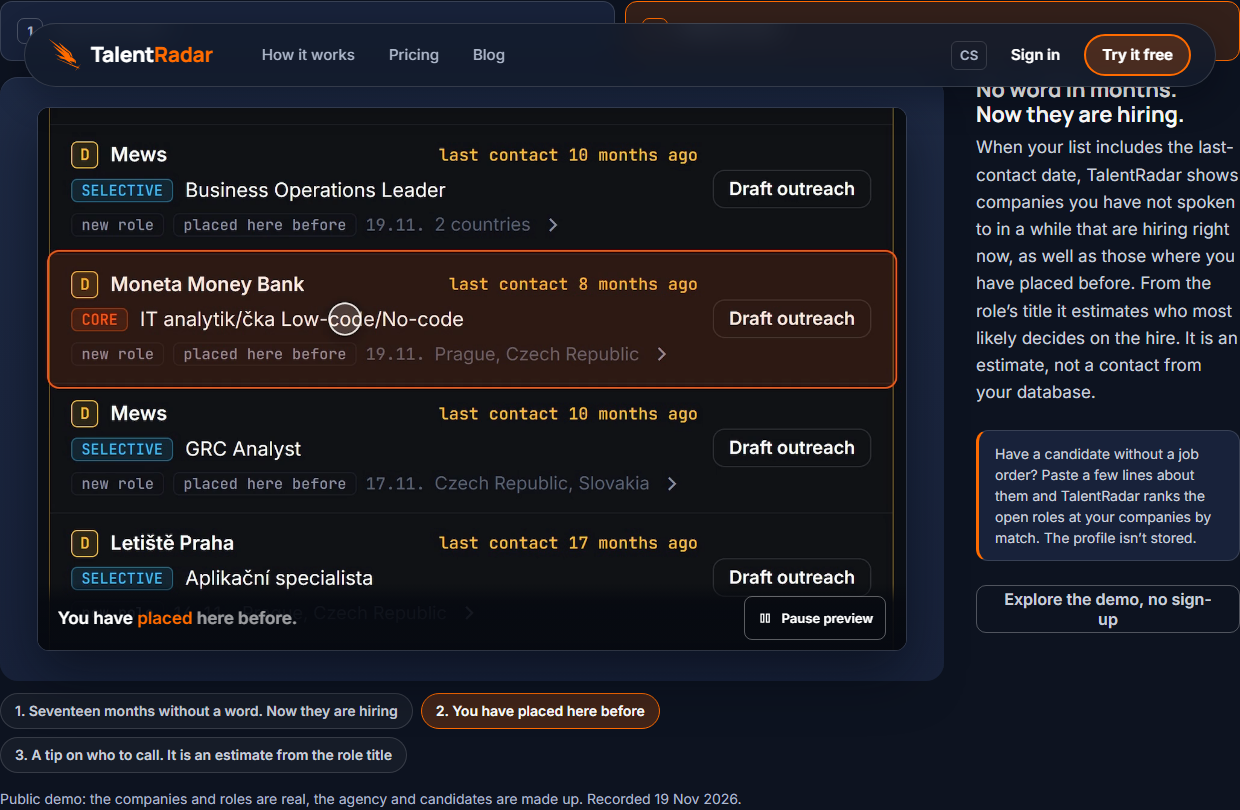 1
TalentRadar
How it works
Pricing
Blog
CS
Sign in
Try it free
D Mews
last contact 10 months ago
SELECTIVE Business Operations Leader
Draft outreach
new role placed here before 19.11. 2 countries
D Moneta Money Bank
last contact 8 months ago
CORE IT analytik/čka Low-code/No-code
Draft outreach
new role placed here before 19.11. Prague, Czech Republic
D Mews
last contact 10 months ago
SELECTIVE GRC Analyst
Draft outreach
new role placed here before 17.11. Czech Republic, Slovakia
D Letiště Praha
last contact 17 months ago
SELECTIVE Aplikační specialista
Draft outreach
Czech Republic
You have placed here before.
Pause preview
No word in months.
Now they are hiring.
When your list includes the last-
contact date, TalentRadar shows
companies you have not spoken
to in a while that are hiring right
now, as well as those where you
have placed before. From the
role’s title it estimates who most
likely decides on the hire. It is an
estimate, not a contact from
your database.
Have a candidate without a job
order? Paste a few lines about
them and TalentRadar ranks the
open roles at your companies by
match. The profile isn’t stored.
Explore the demo, no sign-
up
1. Seventeen months without a word. Now they are hiring
2. You have placed here before
3. A tip on who to call. It is an estimate from the role title
Public demo: the companies and roles are real, the agency and candidates are made up. Recorded 19 Nov 2026.